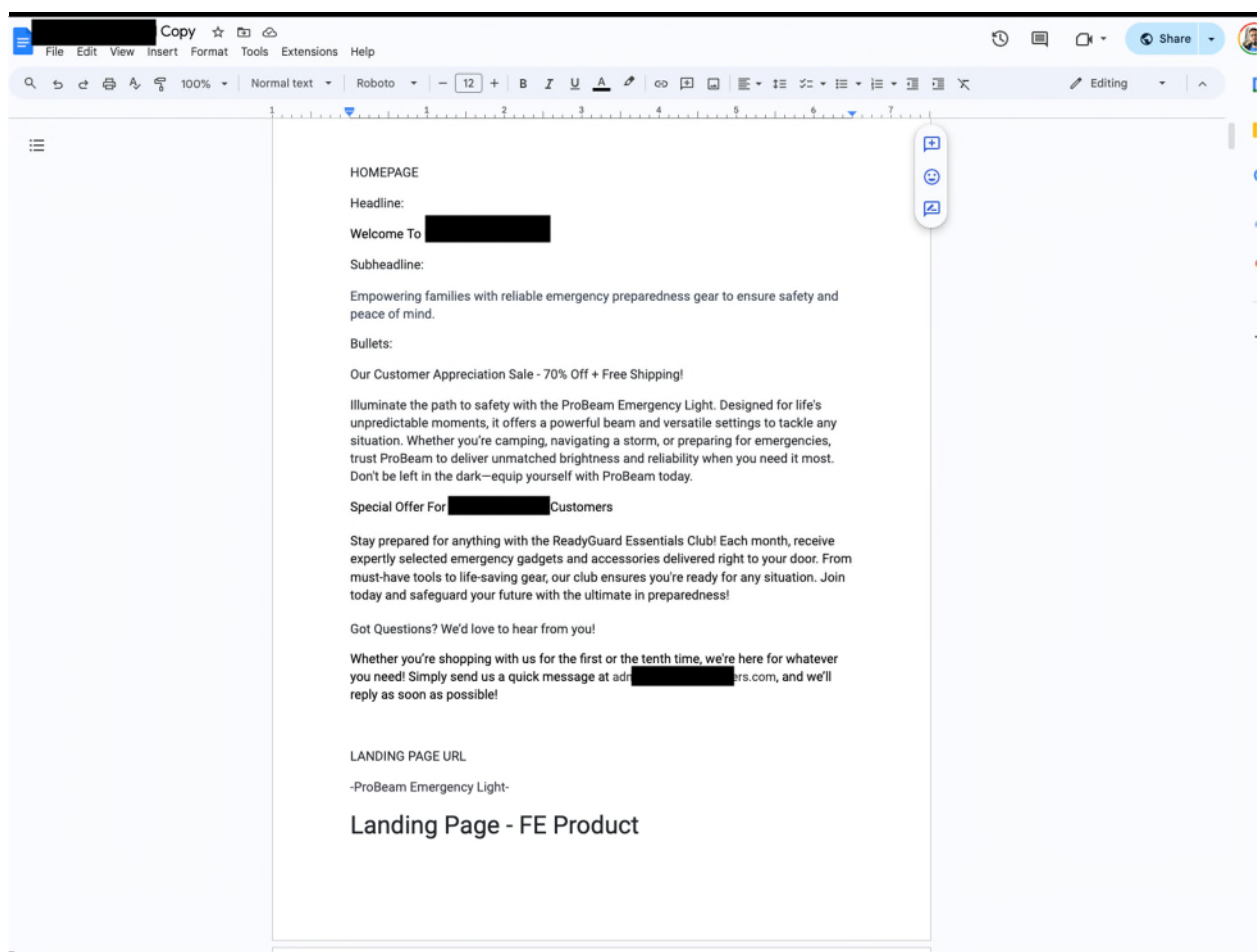 Copy
File Edit View Insert Format Tools Extensions Help
Share
100% Normal text Roboto 12 B I U A Editing
1 1 2 3 4 5 6 7
HOMEPAGE
Headline:
Welcome To
Subheadline:
Empowering families with reliable emergency preparedness gear to ensure safety and
peace of mind.
Bullets:
Our Customer Appreciation Sale - 70% Off + Free Shipping!
Illuminate the path to safety with the ProBeam Emergency Light. Designed for life's
unpredictable moments, it offers a powerful beam and versatile settings to tackle any
situation. Whether you're camping, navigating a storm, or preparing for emergencies,
trust ProBeam to deliver unmatched brightness and reliability when you need it most.
Don't be left in the dark—equip yourself with ProBeam today.
Special Offer For Customers
Stay prepared for anything with the ReadyGuard Essentials Club! Each month, receive
expertly selected emergency gadgets and accessories delivered right to your door. From
must-have tools to life-saving gear, our club ensures you're ready for any situation. Join
today and safeguard your future with the ultimate in preparedness!
Got Questions? We'd love to hear from you!
Whether you're shopping with us for the first or the tenth time, we're here for whatever
you need! Simply send us a quick message at adm ers.com, and we'll
reply as soon as possible!
LANDING PAGE URL
-ProBeam Emergency Light-
Landing Page - FE Product